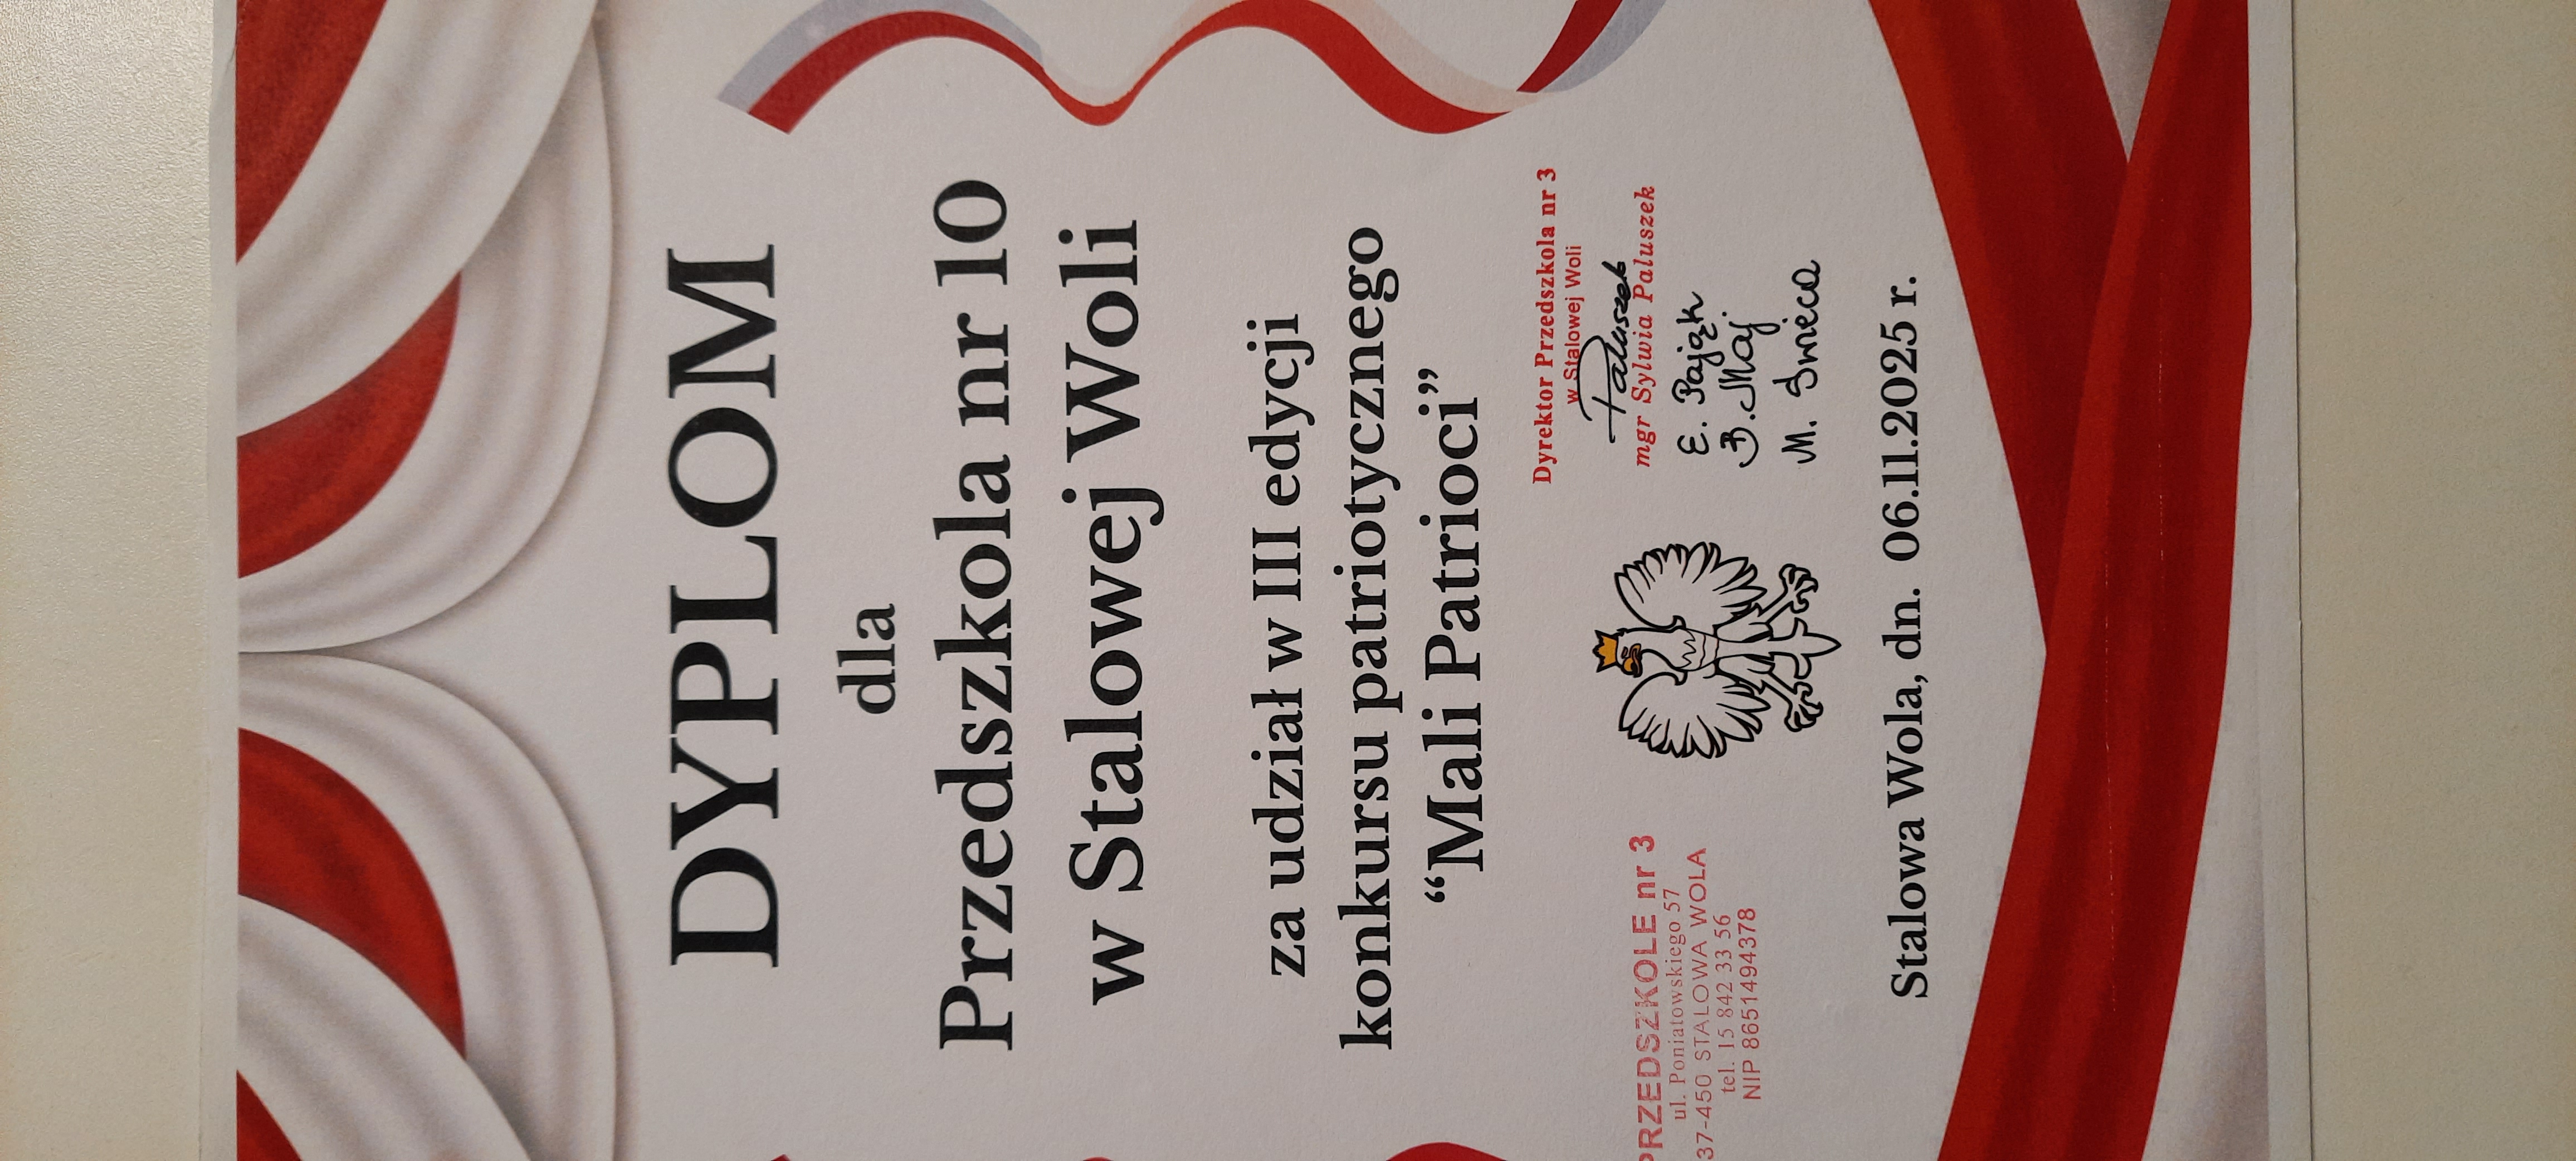 DYPLOM
dla
Przedszkola nr 10
w Stalowej Woli
za udział w III edycji
konkursu patriotycznego
“Mali Patrioci”
PRZEDSZKOLE nr 3
ul. Poniatowskiego 57
37-450 STALOWA WOLA
tel. 15 842 33 56
NIP 8651494378
Dyrektor Przedszkola nr 3
w Stalowej Woli
Paluszek
mgr Sylwia Paluszek
E. Pająk
B. Maj
M. Świeca
Stalowa Wola, dn. 06.11.2025 r.